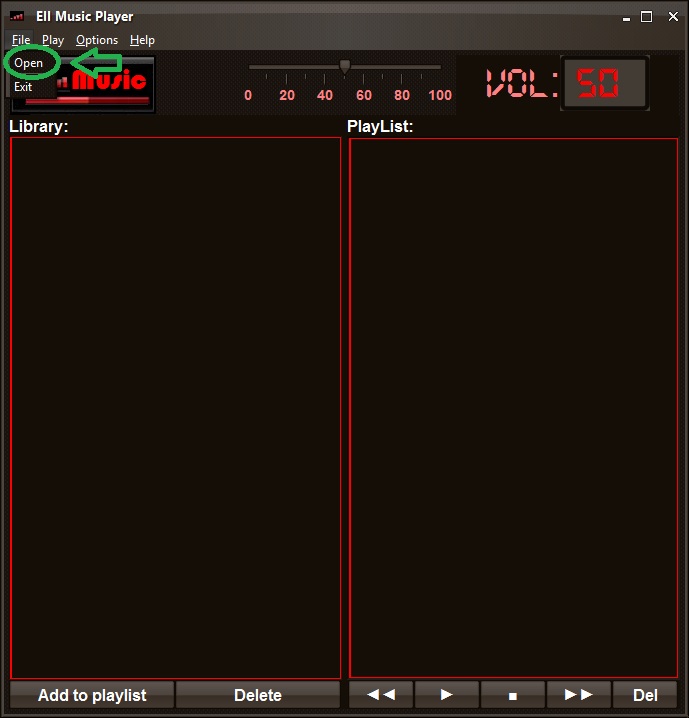 Ell Music Player
File Play Options Help
Open
Exit
Music
0 20 40 60 80 100
VOL: 50
Library: PlayList:
Add to playlist Delete Del